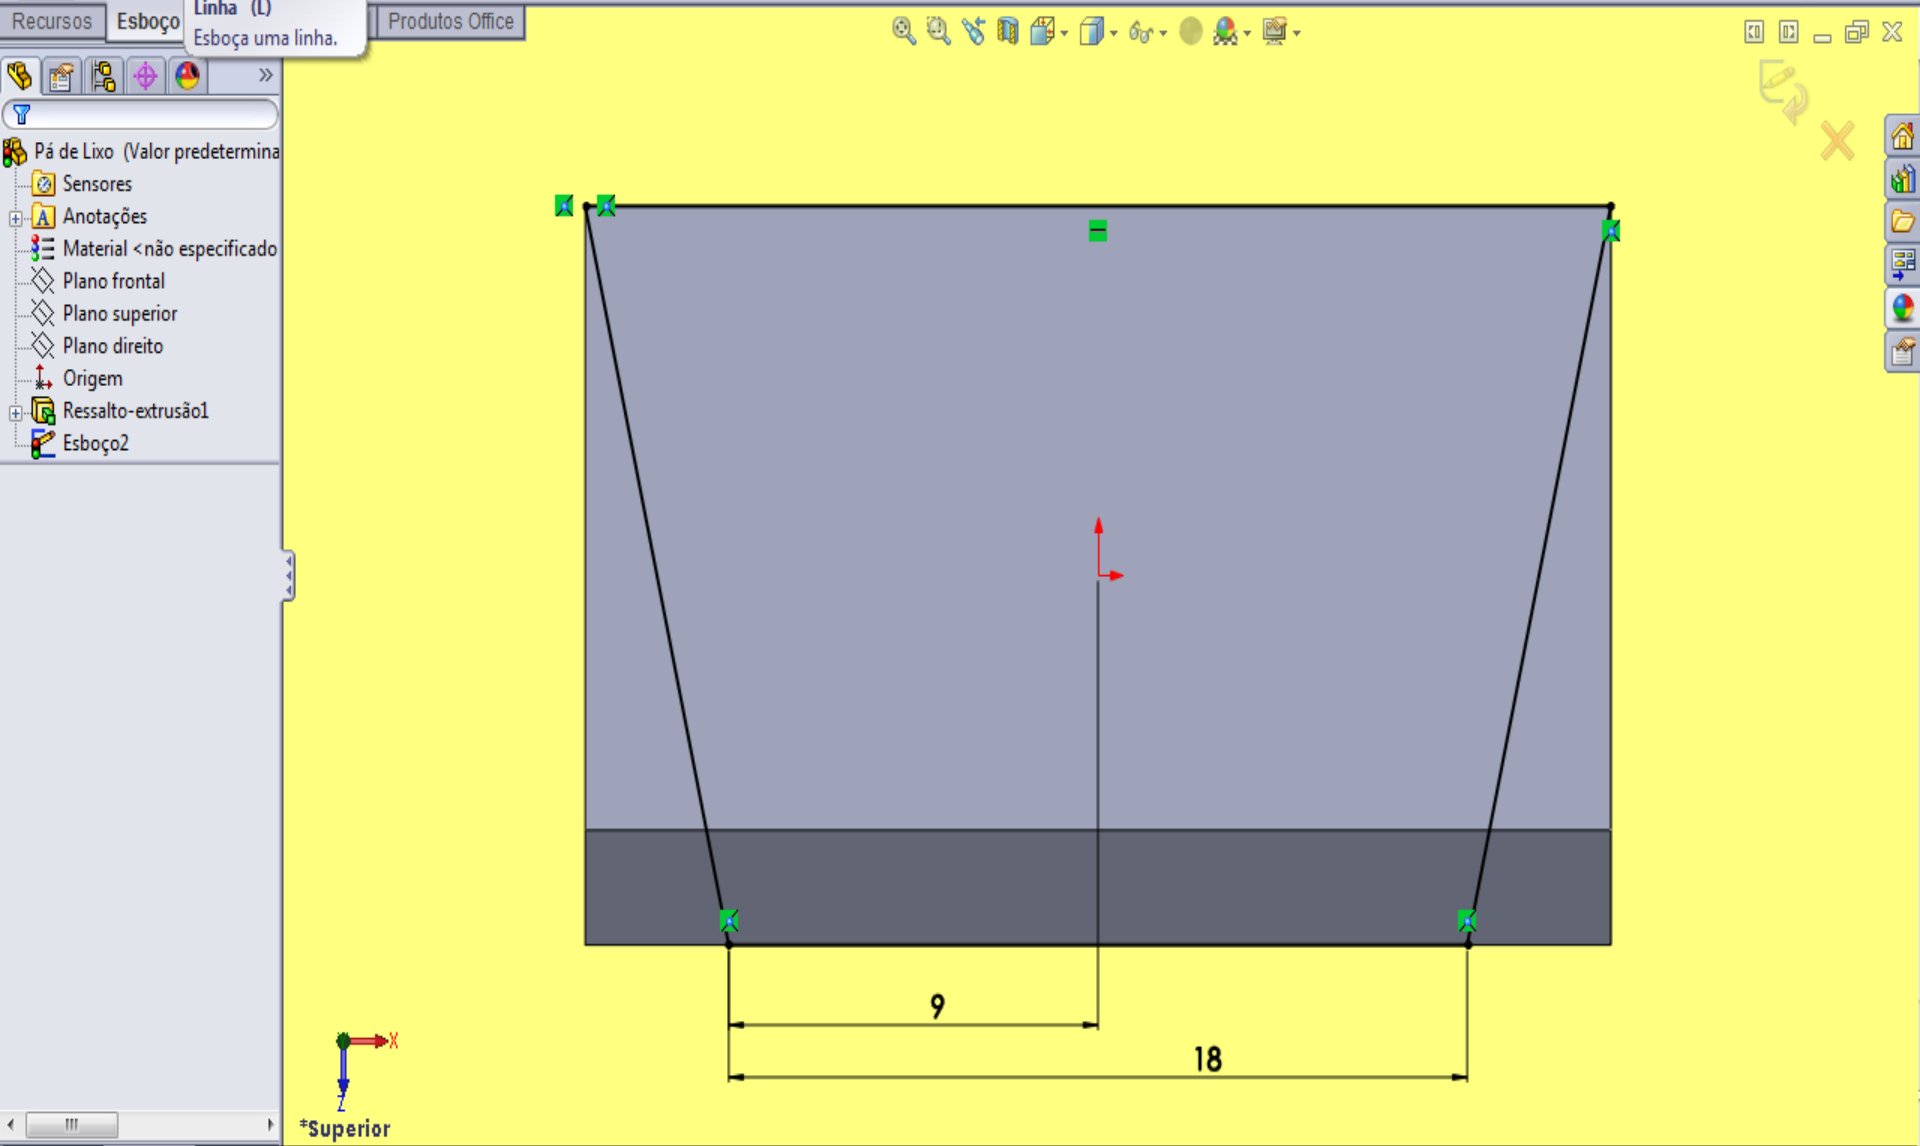 Linha (L)
Recursos
Esboço
Esboça uma linha.
Produtos Office
Pá de Lixo (Valor predetermina
Sensores
A Anotações
Material <não especificado
Plano frontal
Plano superior
Plano direito
Origem
Ressalto-extrusão1
Esboço2
9
18
X
Z
*Superior